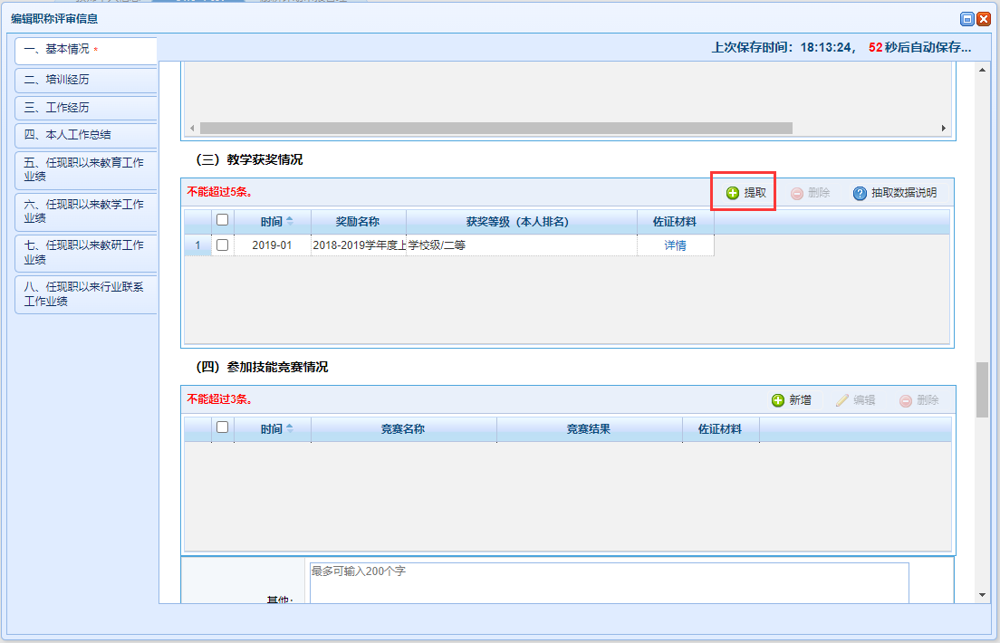 编辑职称评审信息
上次保存时间：18:13:24， 52秒后自动保存...
一、基本情况 *
二、培训经历
三、工作经历
四、本人工作总结
五、任现职以来教育工作
业绩
六、任现职以来教学工作
业绩
七、任现职以来教研工作
业绩
八、任现职以来行业联系
工作业绩
（三）教学获奖情况
不能超过5条。 提取 删除 抽取数据说明
时间 奖励名称 获奖等级（本人排名） 佐证材料
1 2019-01 2018-2019学年度上 学校级/二等 详情
（四）参加技能竞赛情况
不能超过3条。 新增 编辑 删除
时间 竞赛名称 竞赛结果 佐证材料
最多可输入200个字
其他：